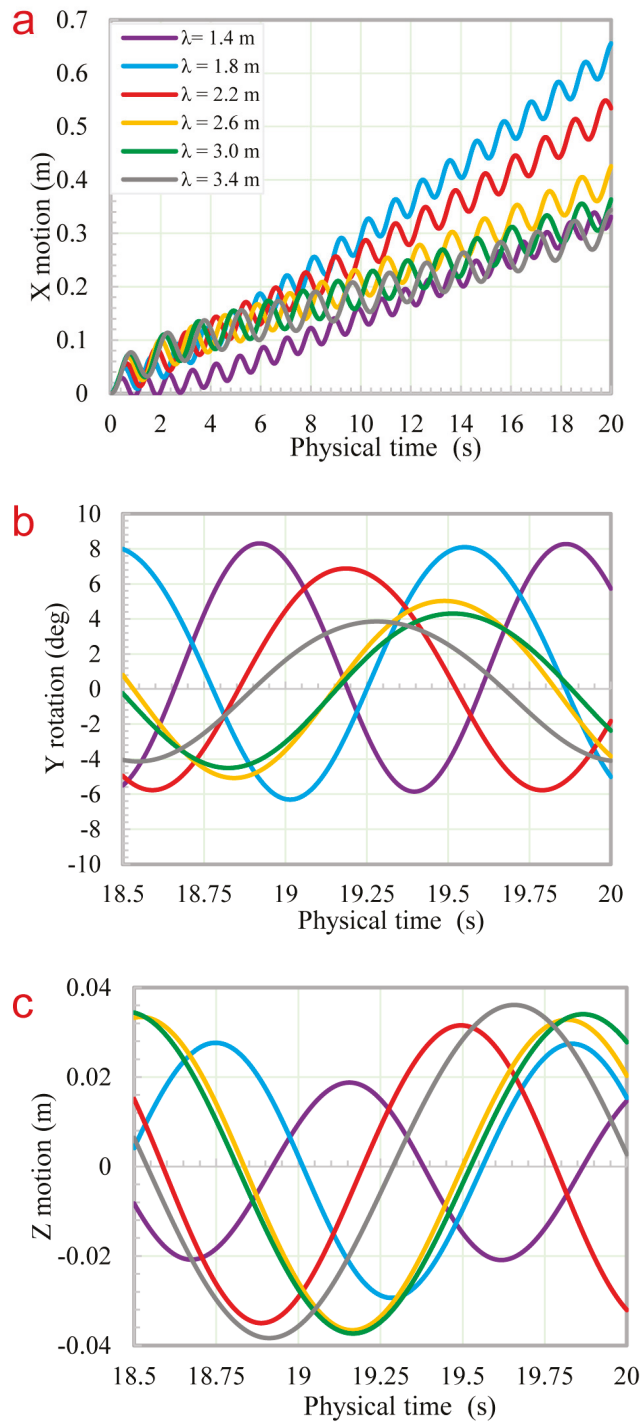 a
0.7
0.6
0.5
0.4
0.3
0.2
0.1
0
X motion (m)
λ= 1.4 m
λ = 1.8 m
λ = 2.2 m
λ = 2.6 m
λ = 3.0 m
λ = 3.4 m
0 2 4 6 8 10 12 14 16 18 20
Physical time (s)
b
10
8
6
4
2
0
-2
-4
-6
-8
-10
Y rotation (deg)
18.5 18.75 19 19.25 19.5 19.75 20
Physical time (s)
c
0.04
0.02
0
-0.02
-0.04
Z motion (m)
18.5 18.75 19 19.25 19.5 19.75 20
Physical time (s)